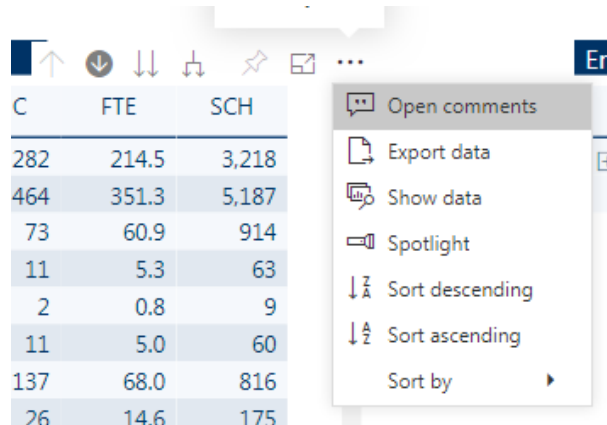 En
C FTE SCH
282 214.5 3,218
464 351.3 5,187
73 60.9 914
11 5.3 63
2 0.8 9
11 5.0 60
137 68.0 816
26 14.6 175
Open comments
Export data
Show data
Spotlight
Sort descending
Sort ascending
Sort by